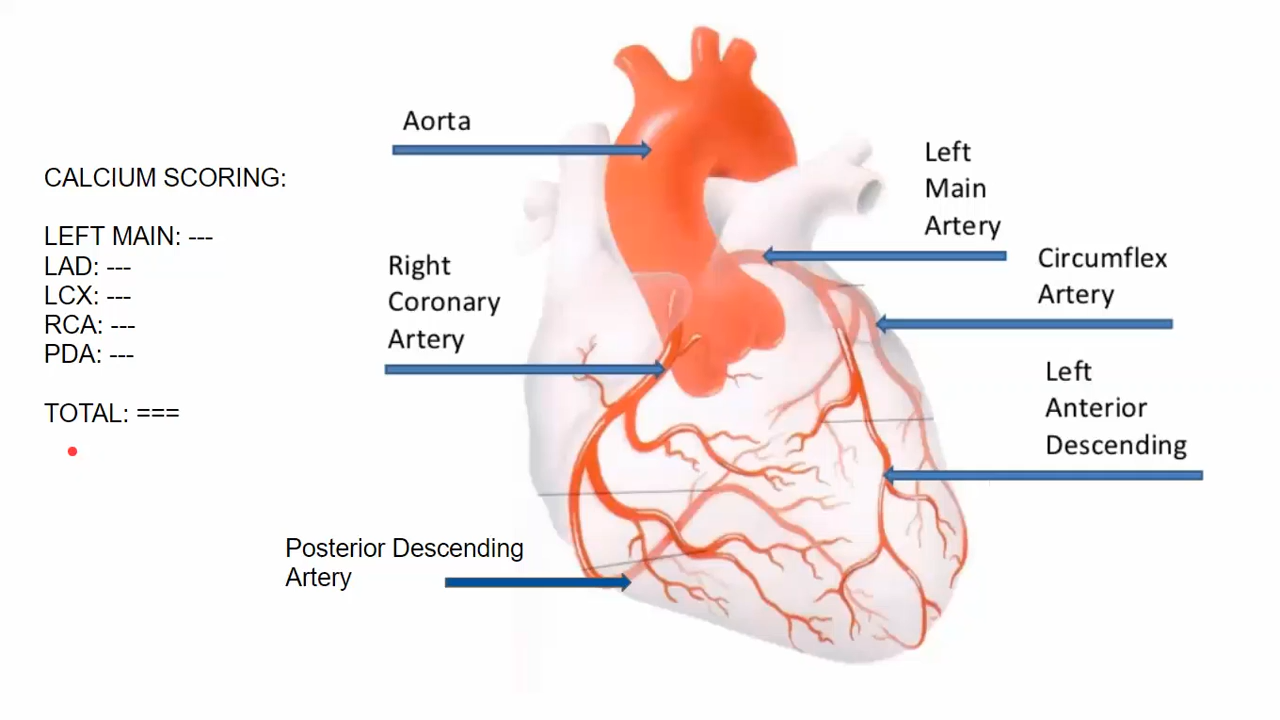 CALCIUM SCORING:
LEFT MAIN: ---
LAD: ---
LCX: ---
RCA: ---
PDA: ---
TOTAL: ===
Aorta
Right
Coronary
Artery
Posterior Descending
Artery
Left
Main
Artery
Circumflex
Artery
Left
Anterior
Descending